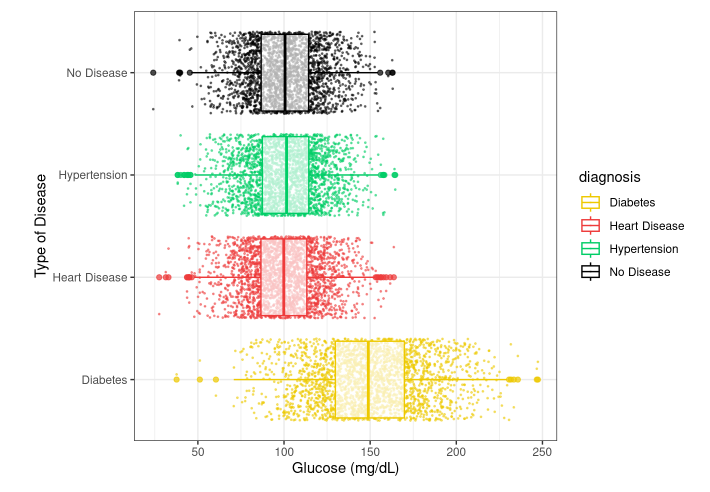 No Disease
Hypertension
Heart Disease
Diabetes
Type of Disease
50 100 150 200 250
Glucose (mg/dL)
diagnosis
Diabetes
Heart Disease
Hypertension
No Disease